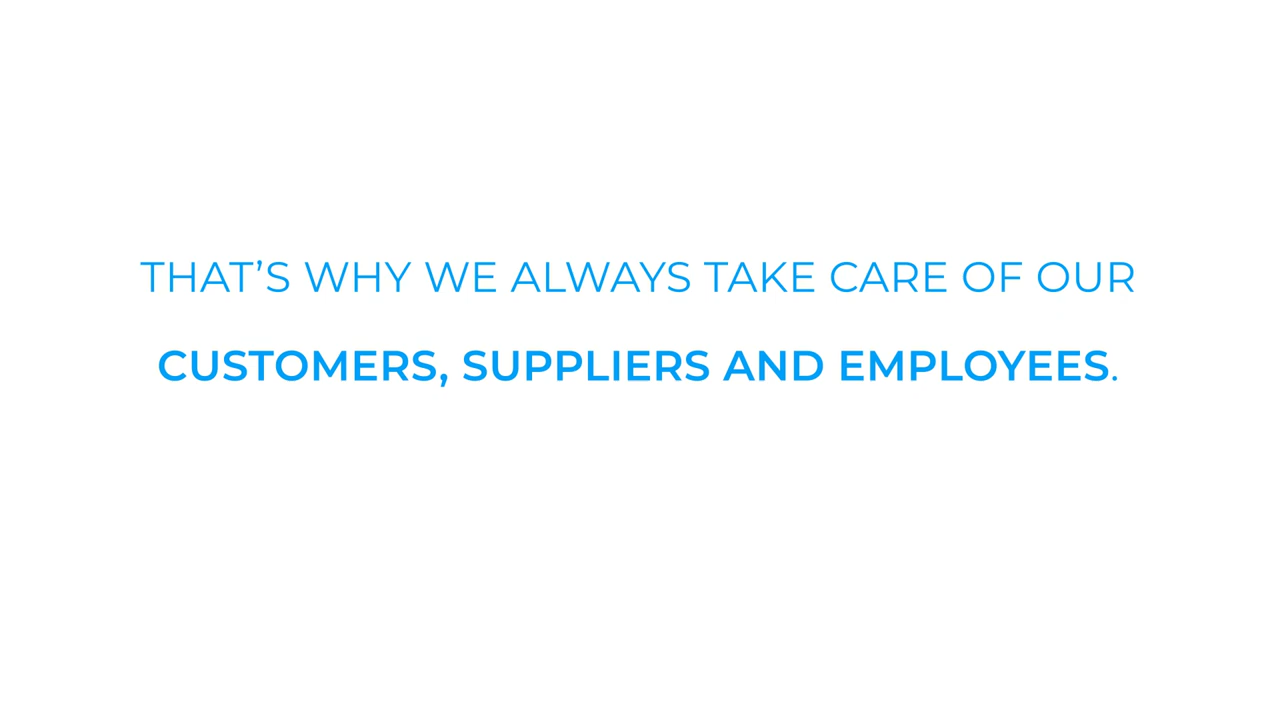 THAT’S WHY WE ALWAYS TAKE CARE OF OUR
CUSTOMERS, SUPPLIERS AND EMPLOYEES.